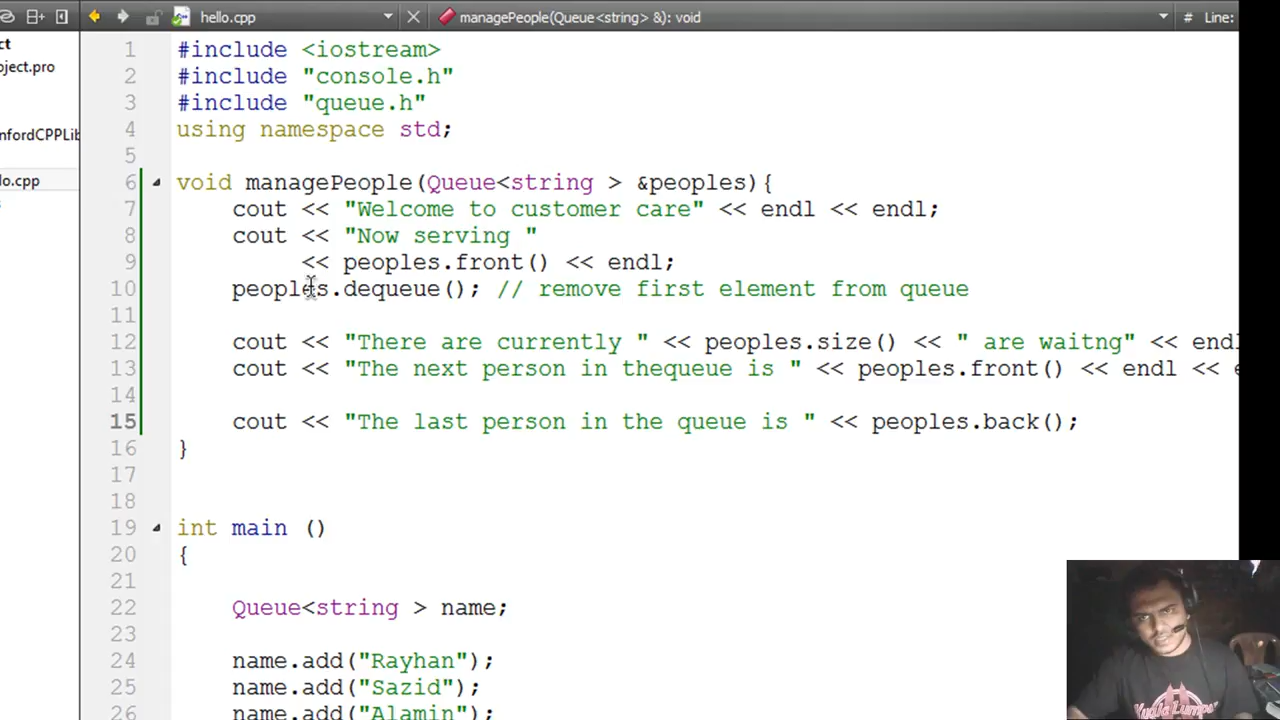 hello.cpp
managePeople(Queue<string> &): void
# Line:
ct
oject.pro
nfordCPPLib
lo.cpp
1 #include <iostream>
2 #include "console.h"
3 #include "queue.h"
4 using namespace std;
5
6 void managePeople(Queue<string > &peoples){
7 cout << "Welcome to customer care" << endl << endl;
8 cout << "Now serving "
9 << peoples.front() << endl;
10 peoples.dequeue(); // remove first element from queue
11
12 cout << "There are currently " << peoples.size() << " are waitng" << endl
13 cout << "The next person in thequeue is " << peoples.front() << endl << e
14
15 cout << "The last person in the queue is " << peoples.back();
16 }
17
18
19 int main ()
20 {
21
22 Queue<string > name;
23
24 name.add("Rayhan");
25 name.add("Sazid");
26 name.add("Alamin");